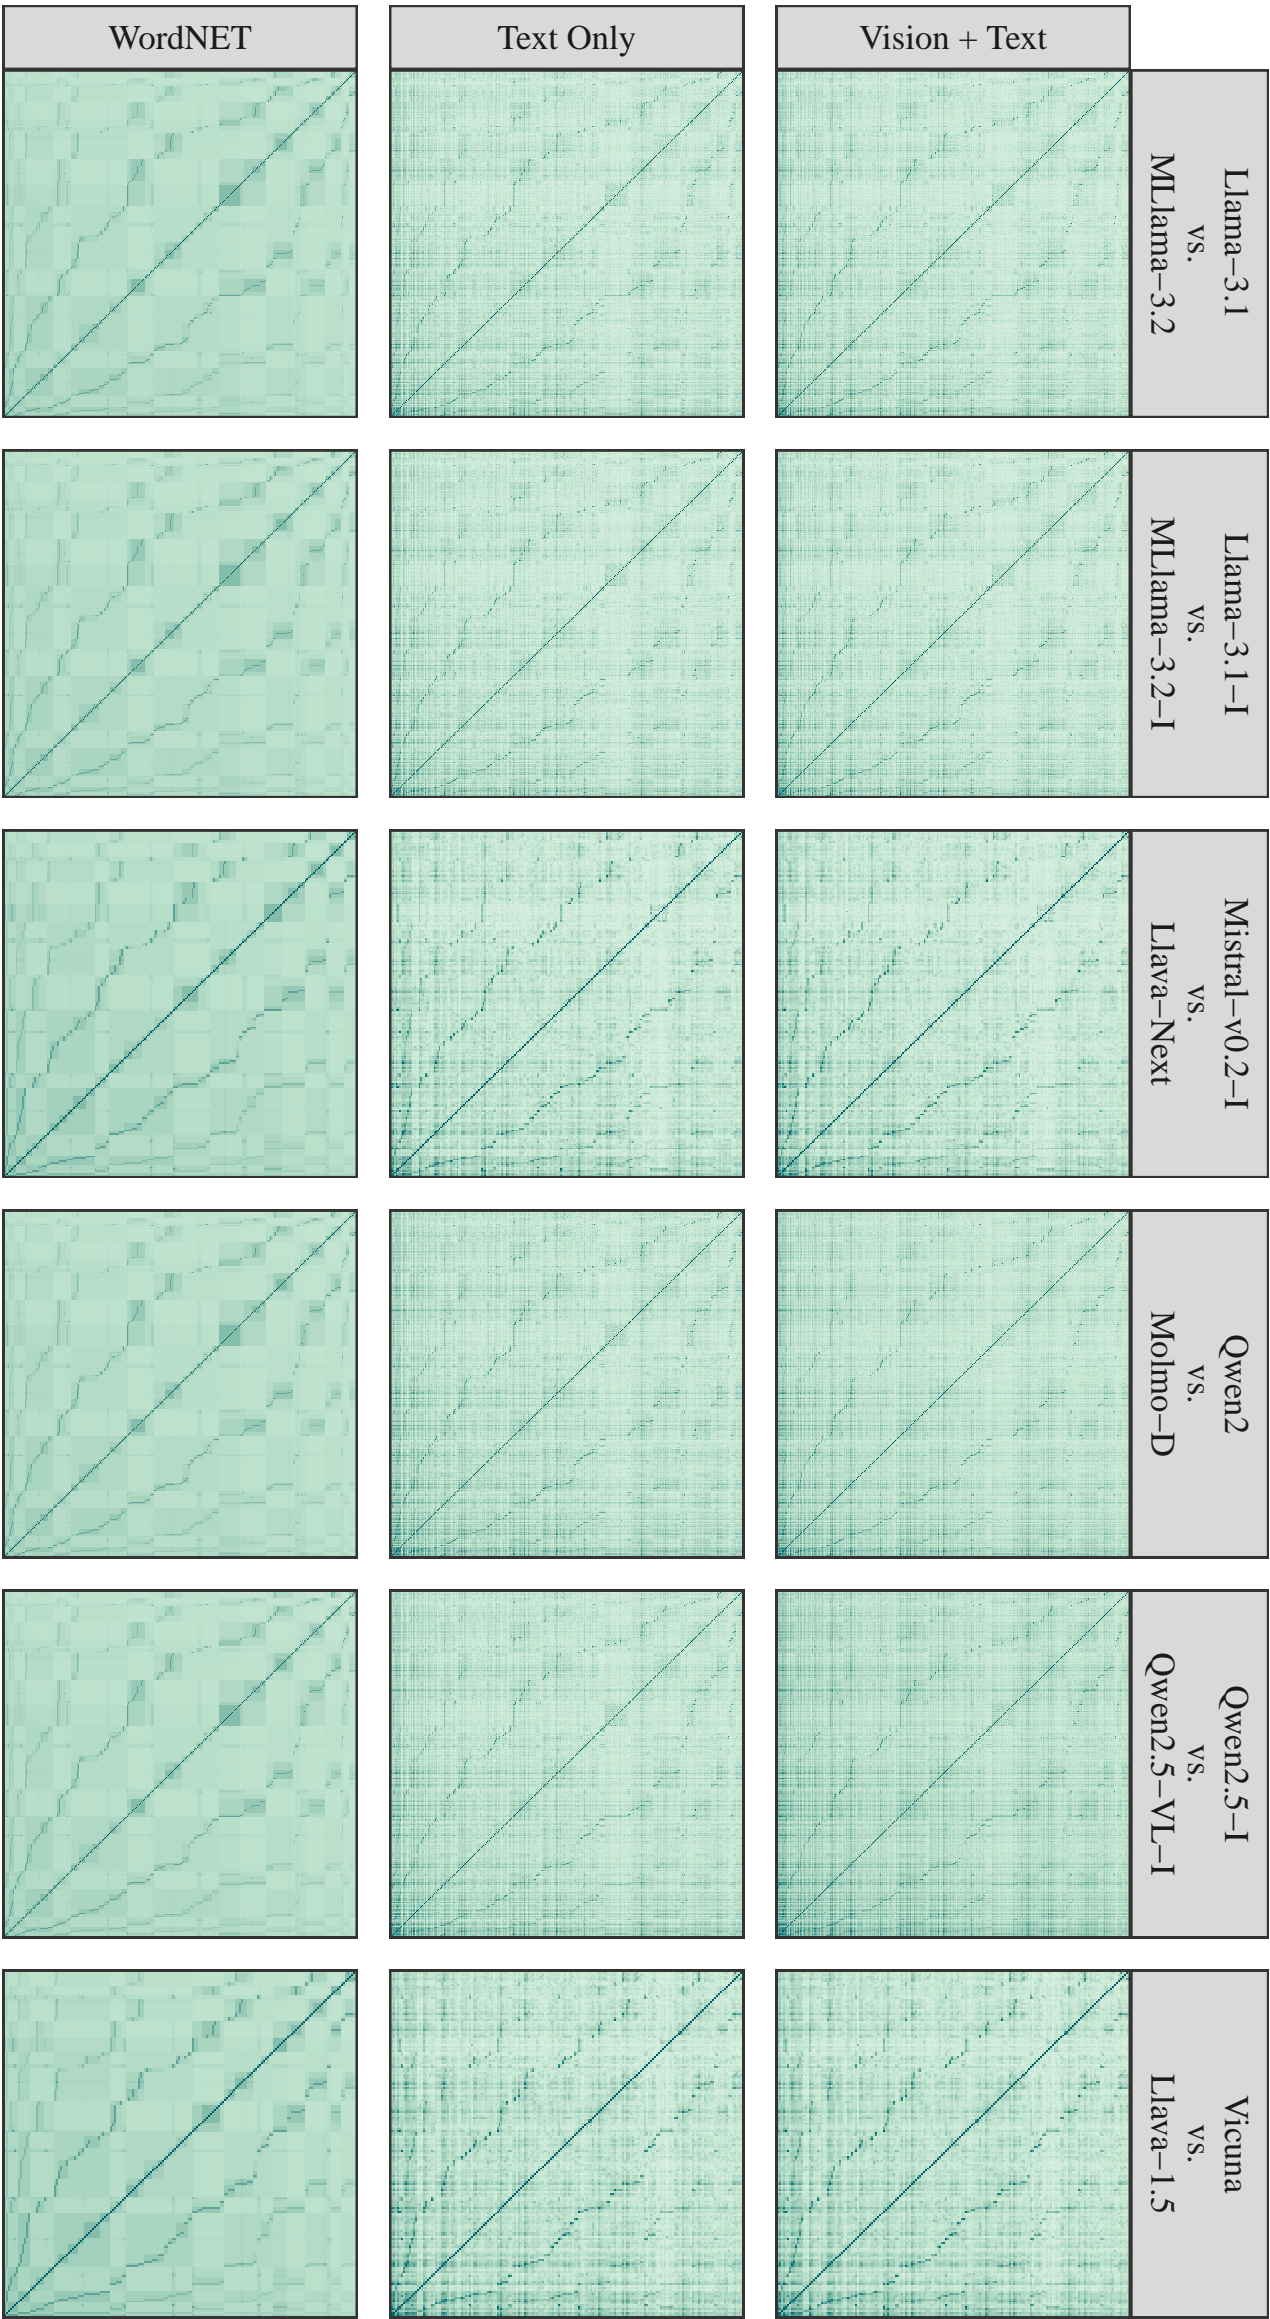 WordNET
Text Only
Vision + Text
Llama−3.1
vs.
MLlama−3.2
Llama−3.1−I
vs.
MLlama−3.2−I
Mistral−v0.2−I
vs.
Llava−Next
Qwen2
vs.
Molmo−D
Qwen2.5−I
vs.
Qwen2.5−VL−I
Vicuna
vs.
Llava−1.5